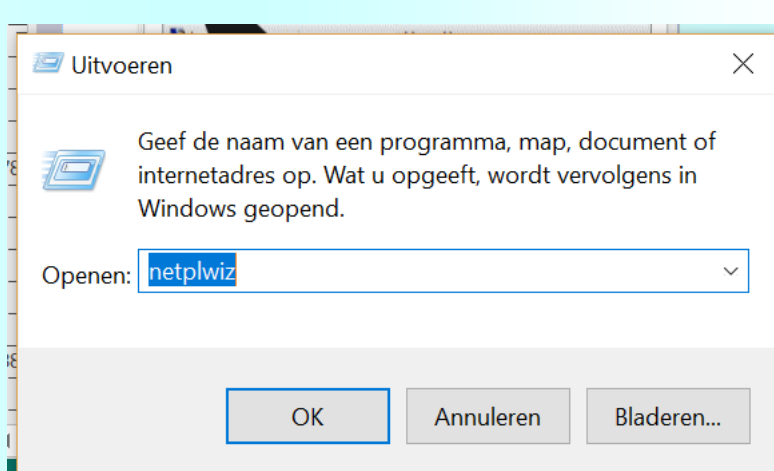 Uitvoeren
Geef de naam van een programma, map, document of
internetadres op. Wat u opgeeft, wordt vervolgens in
Windows geopend.
Openen: netplwiz
OK Annuleren Bladeren...